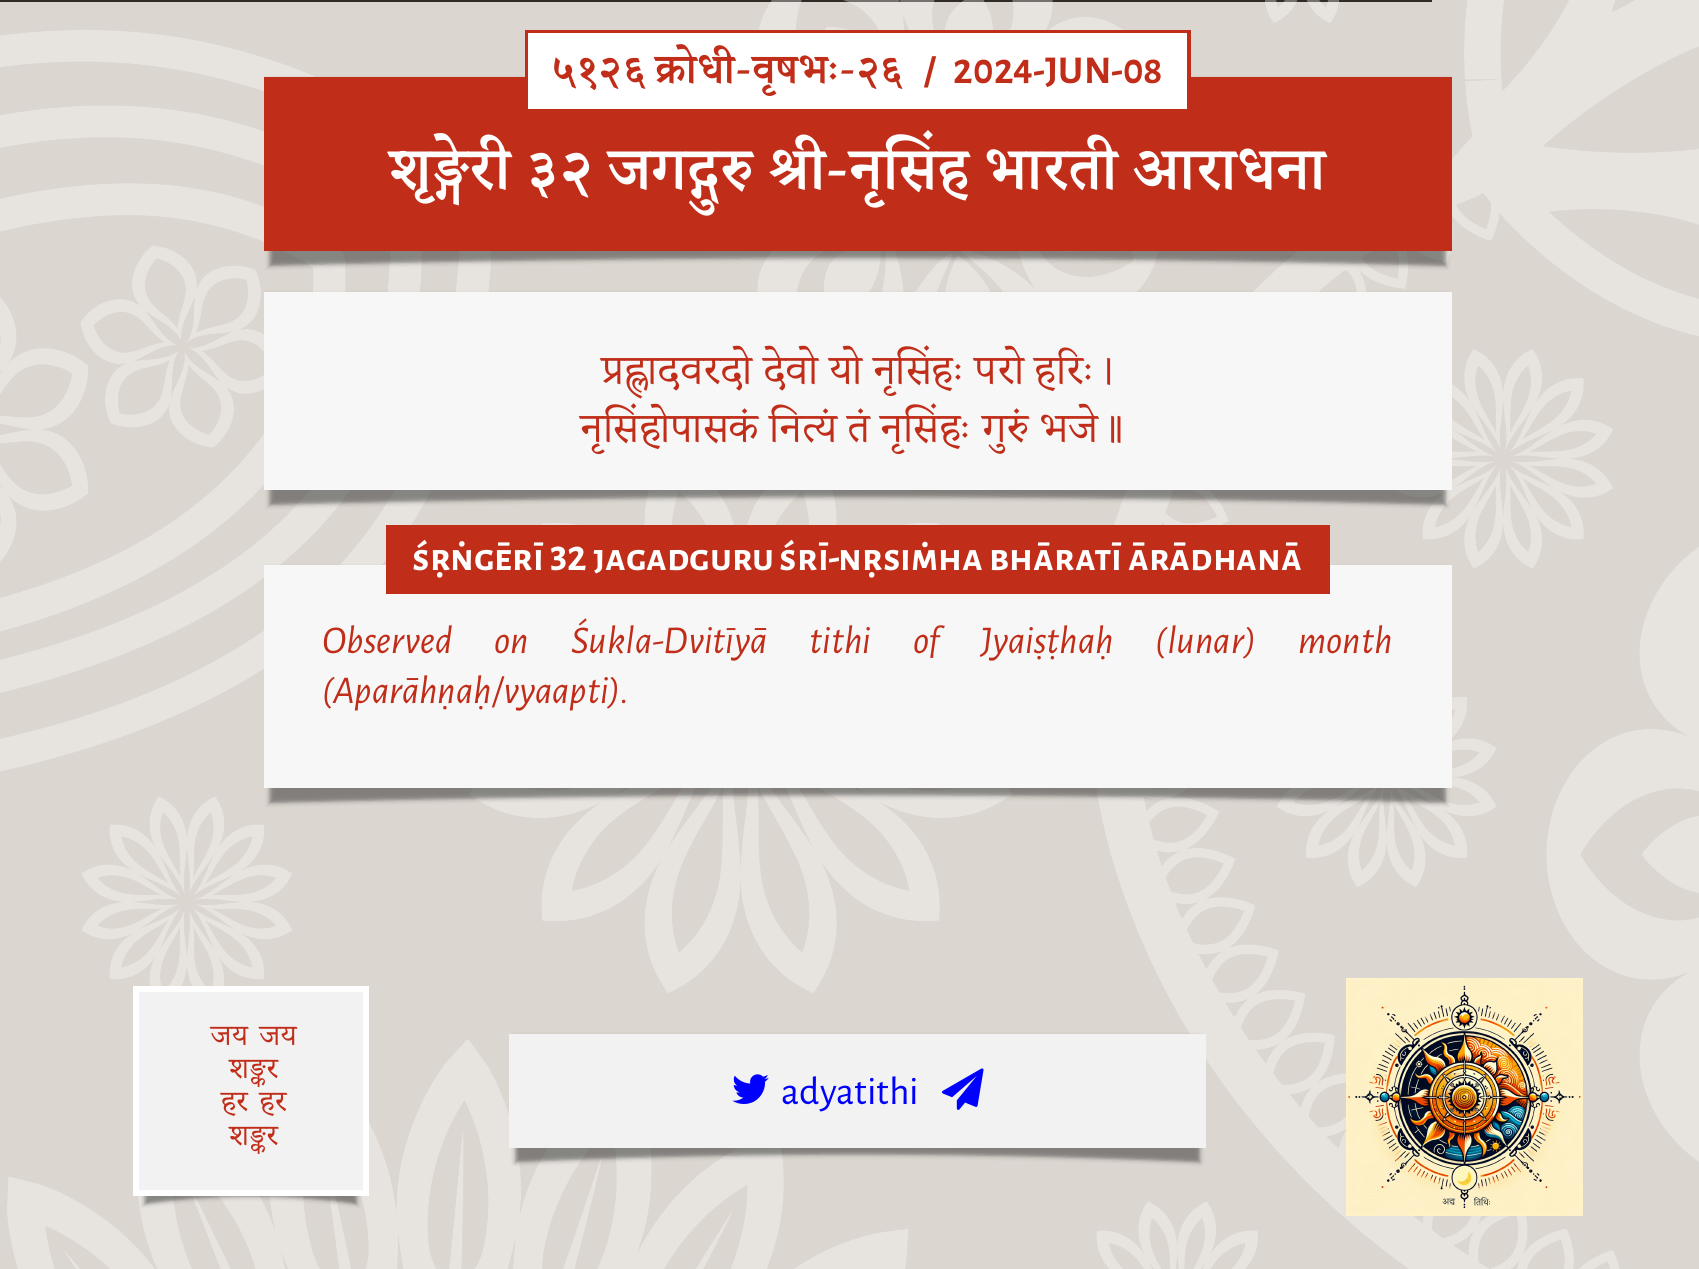 ५१२६ क्रोधी-वृषभः-२६ / 2024-JUN-08
शृङ्गेरी ३२ जगद्गुरु श्री-नृसिंह भारती आराधना
प्रह्लादवरदो देवो यो नृसिंहः परो हरिः।
नृसिंहोपासकं नित्यं तं नृसिंहः गुरुं भजे॥
ŚṚṄGĒRĪ 32 JAGADGURU ŚRĪ-NṚSIṀHA BHĀRATĪ ĀRĀDHANĀ
Observed on Śukla-Dvitīyā tithi of Jyaiṣṭhaḥ (lunar) month
(Aparāhṇaḥ/vyaapti).
जय जय
शङ्कर
हर हर
शङ्कर
adyatithi
अद्य तिथिः